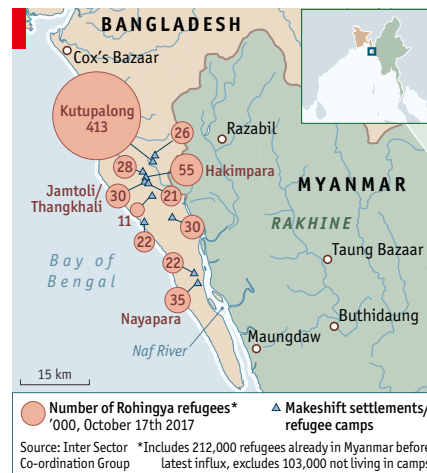 BANGLADESH
Cox's Bazaar
Kutupalong
413
26
Razabil
28
55
Hakimpara
MYANMAR
Jamtoli/
Thangkhali
30
21
11
30
RAKHINE
22
Bay of
Bengal
22
Taung Bazaar
35
Nayapara
Buthidaung
Naf River
Maungdaw
15 km
Number of Rohingya refugees*
'000, October 17th 2017
Makeshift settlements/
refugee camps
Source: Inter Sector
Co-ordination Group
*Includes 212,000 refugees already in Myanmar before
latest influx, excludes 103,000 not living in camps